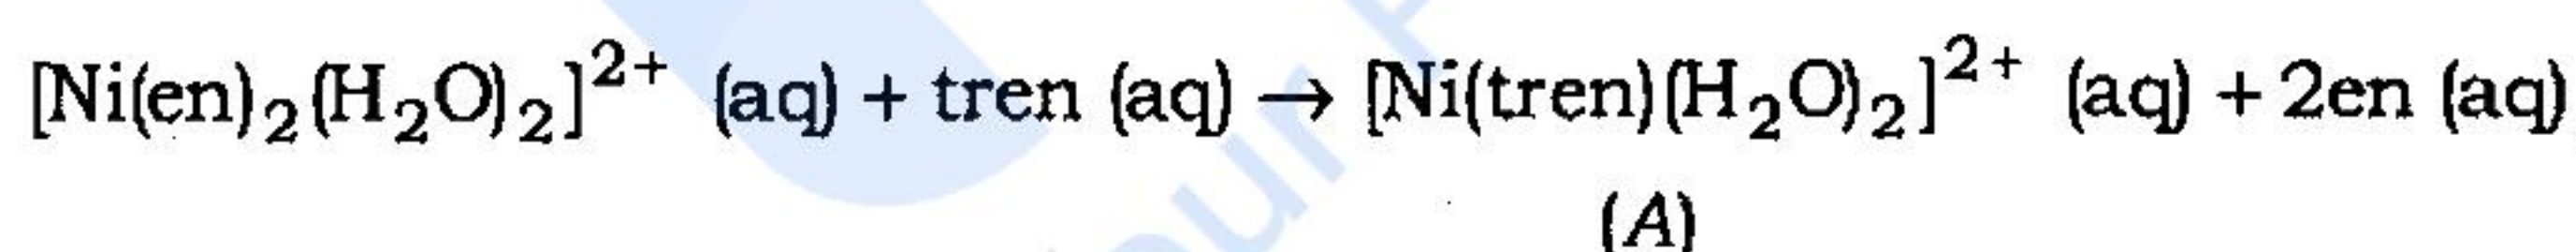 [Ni(en)₂(H₂O)₂]²⁺ (aq) + tren (aq) → [Ni(tren)(H₂O)₂]²⁺ (aq) + 2en (aq)
(A)